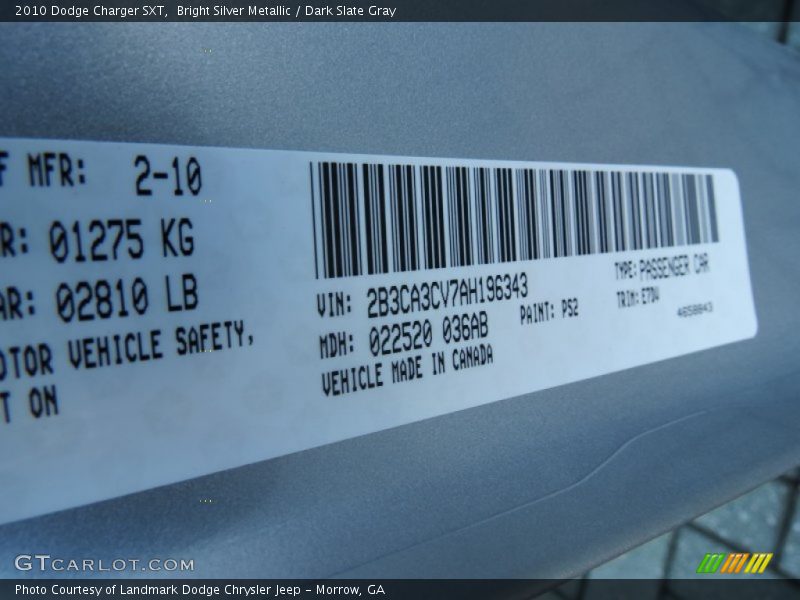 2010 Dodge Charger SXT,  Bright Silver Metallic / Dark Slate Gray
F MFR: 2-10
R: 01275 KG
AR: 02810 LB
OTOR VEHICLE SAFETY,
T ON
VIN: 2B3CA3CV7AH196343
TYPE: PASSENGER CAR
MDH: 022520 036AB
PAINT: PS2
TRIM: E7DV
4658843
VEHICLE MADE IN CANADA
GTCARLOT.COM
Photo Courtesy of Landmark Dodge Chrysler Jeep - Morrow, GA